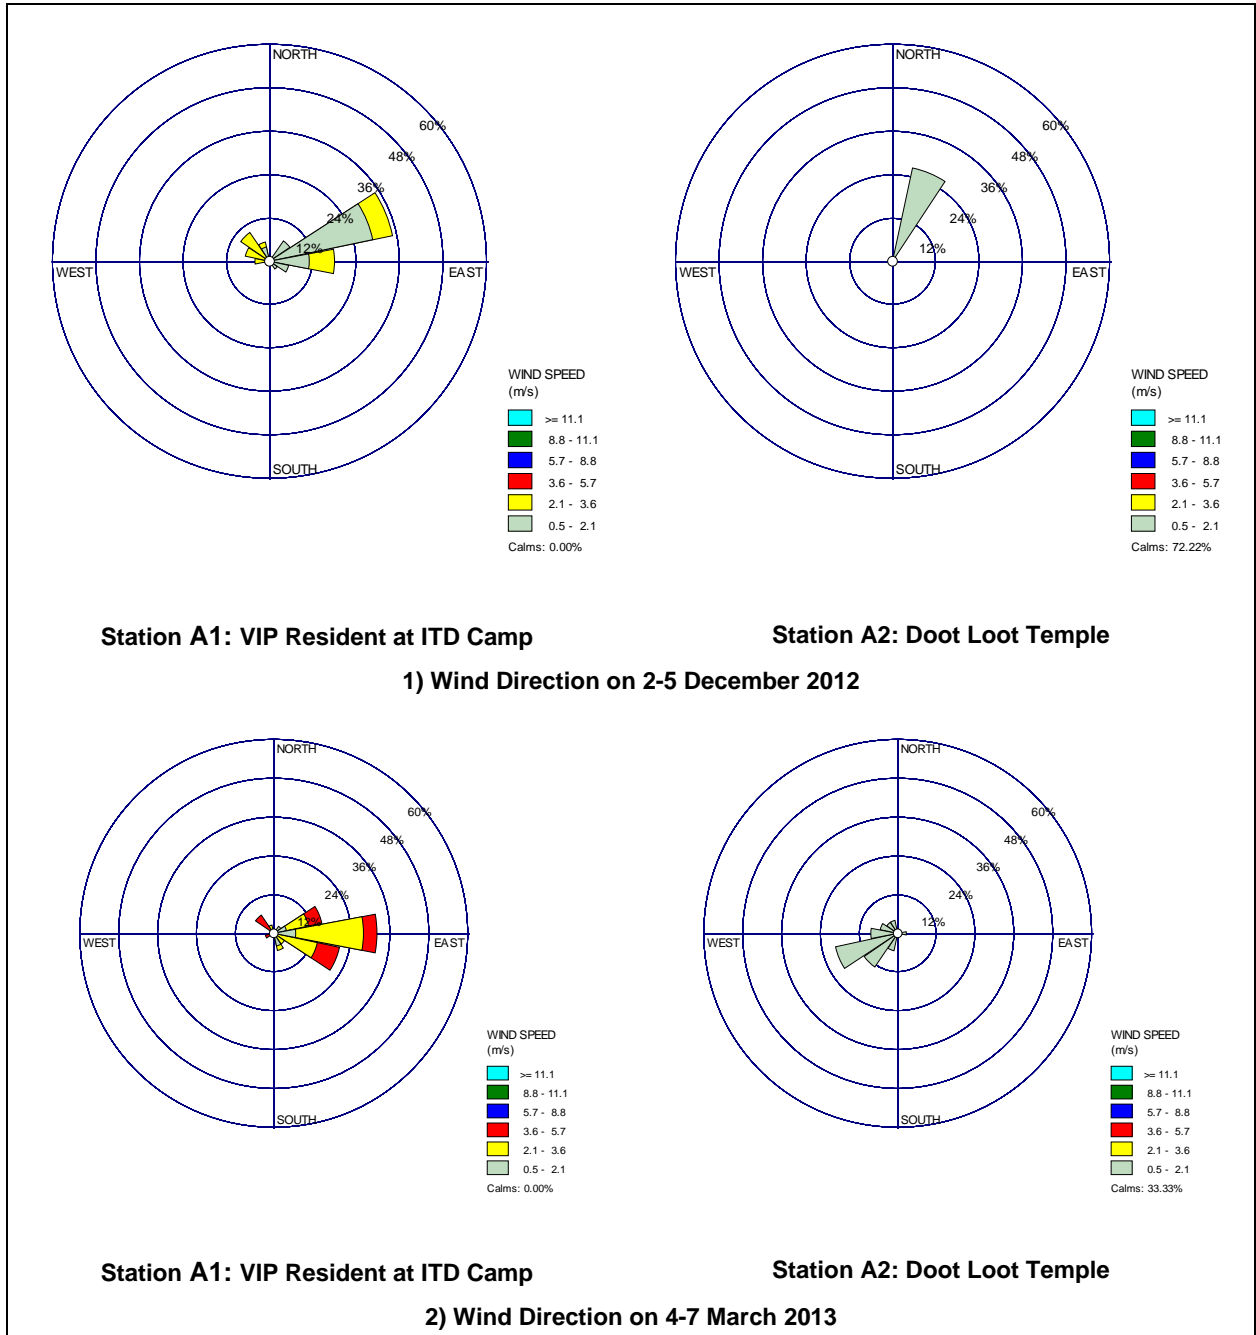 NORTH
60%
48%
36%
24%
12%
WEST
EAST
SOUTH
WIND SPEED
(m/s)
>= 11.1
8.8 - 11.1
5.7 - 8.8
3.6 - 5.7
2.1 - 3.6
0.5 - 2.1
Calms: 0.00%
NORTH
60%
48%
36%
24%
12%
WEST
EAST
SOUTH
WIND SPEED
(m/s)
>= 11.1
8.8 - 11.1
5.7 - 8.8
3.6 - 5.7
2.1 - 3.6
0.5 - 2.1
Calms: 72.22%
Station A1: VIP Resident at ITD Camp
Station A2: Doot Loot Temple
1) Wind Direction on 2-5 December 2012
NORTH
60%
48%
36%
24%
12%
WEST
EAST
SOUTH
WIND SPEED
(m/s)
>= 11.1
8.8 - 11.1
5.7 - 8.8
3.6 - 5.7
2.1 - 3.6
0.5 - 2.1
Calms: 0.00%
NORTH
60%
48%
36%
24%
12%
WEST
EAST
SOUTH
WIND SPEED
(m/s)
>= 11.1
8.8 - 11.1
5.7 - 8.8
3.6 - 5.7
2.1 - 3.6
0.5 - 2.1
Calms: 33.33%
Station A1: VIP Resident at ITD Camp
Station A2: Doot Loot Temple
2) Wind Direction on 4-7 March 2013